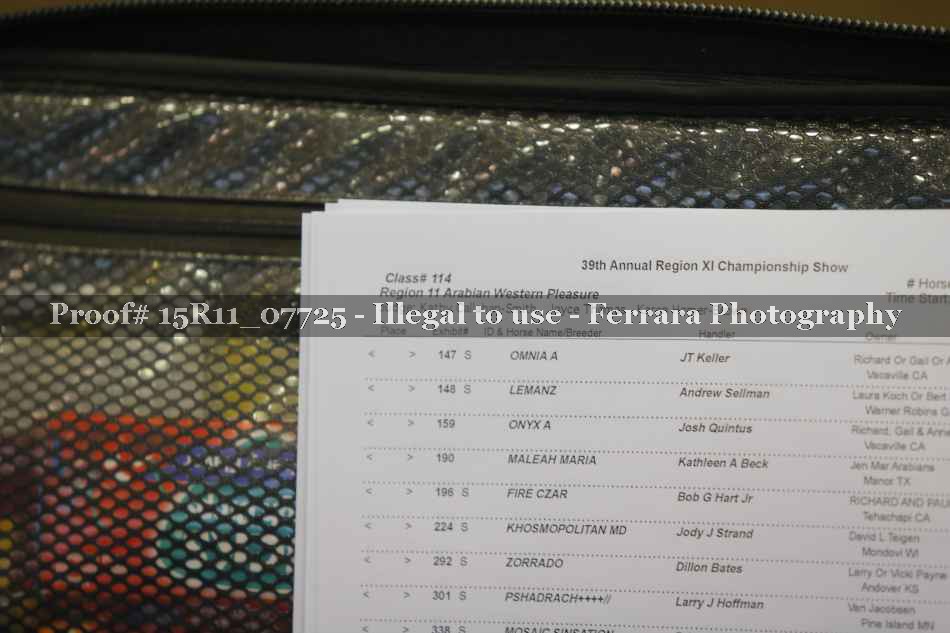 39th Annual Region XI Championship Show
Class# 114
# Horse
Region 11 Arabian Western Pleasure
Time Start
Proof# 15R11_07725 - Illegal to use - Ferrara Photography
Place Exhibit# ID & Horse Name/Breeder Handler Owner
< > 147 S OMNIA A JT Keller Richard Or Gail Or A
Vacaville CA
< > 148 S LEMANZ Andrew Sellman Laura Koch Or Bert
Warner Robins G
< > 159 ONYX A Josh Quintus Richard, Gail & Anne
Vacaville CA
< > 190 MALEAH MARIA Kathleen A Beck Jen Mar Arabians
Manor TX
< > 196 S FIRE CZAR Bob G Hart Jr RICHARD AND PAU
Tehachapi CA
< > 224 S KHOSMOPOLITAN MD Jody J Strand David L Teigen
Mondovi WI
< > 292 S ZORRADO Dillon Bates Larry Or Vicki Payne
Andover KS
< > 301 S PSHADRACH++++// Larry J Hoffman Van Jacobsen
Pine Island MN
< > 338 S MOSAIC SINSATION